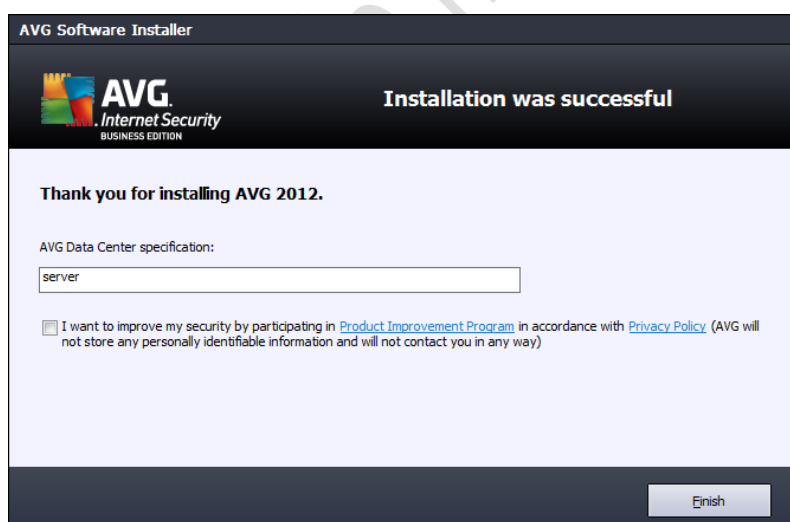 AVG Software Installer
AVG.
Internet Security
BUSINESS EDITION
Installation was successful
Thank you for installing AVG 2012.
AVG Data Center specification:
server
I want to improve my security by participating in Product Improvement Program in accordance with Privacy Policy (AVG will
not store any personally identifiable information and will not contact you in any way)
Finish